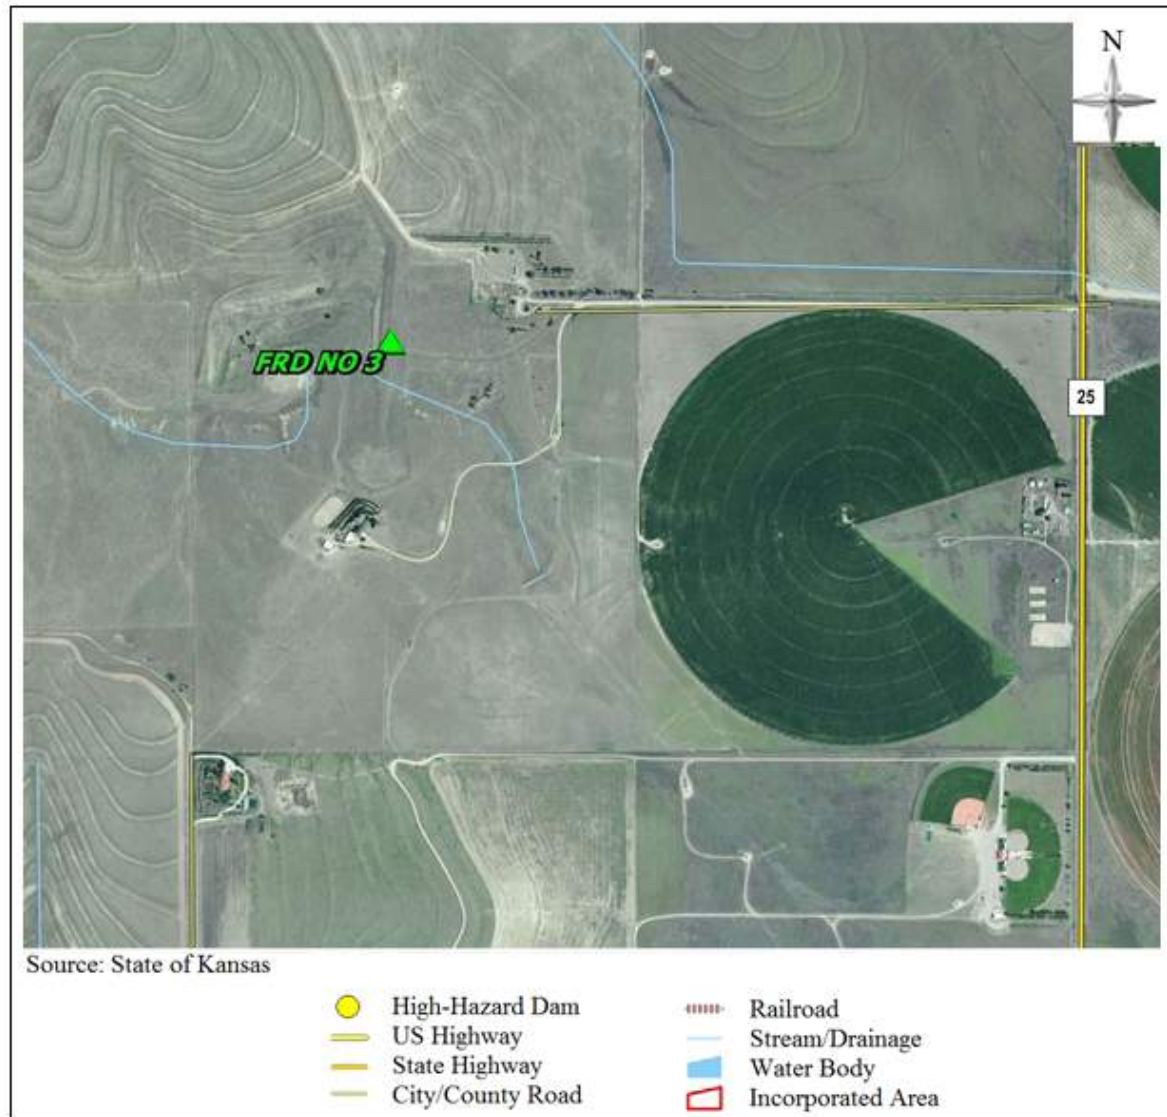 N
25
FRD NO 3
Source: State of Kansas
High-Hazard Dam
US Highway
State Highway
City/County Road
Railroad
Stream/Drainage
Water Body
Incorporated Area